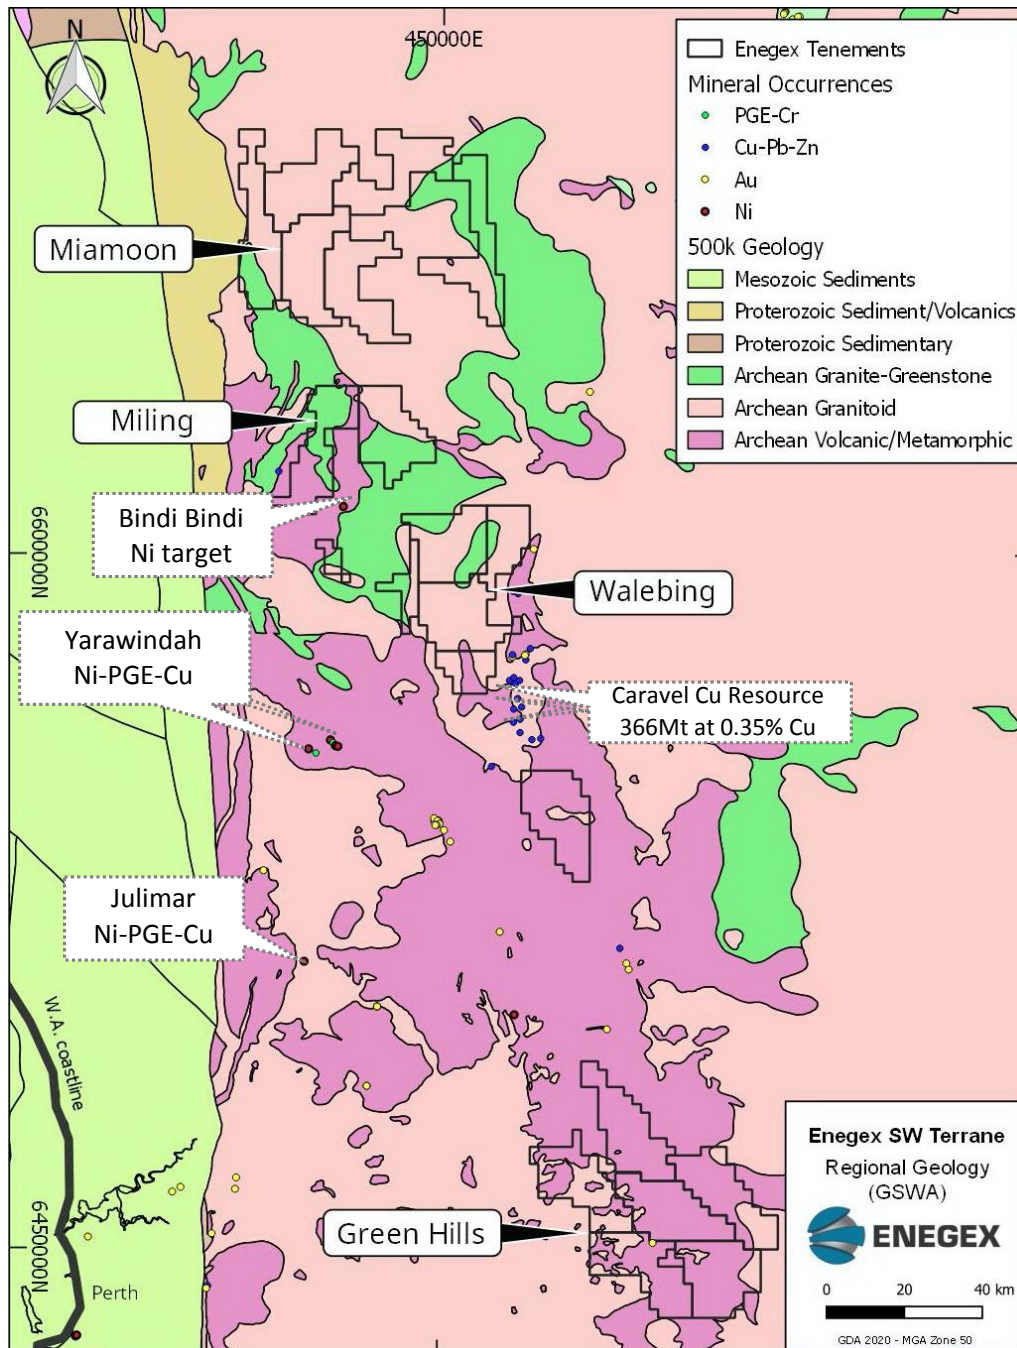 N
450000E
Enegex Tenements
Mineral Occurrences
PGE-Cr
Cu-Pb-Zn
Au
Ni
500k Geology
Mesozoic Sediments
Proterozoic Sediment/Volcanics
Proterozoic Sedimentary
Archean Granite-Greenstone
Archean Granitoid
Archean Volcanic/Metamorphic
Miamoon
Miling
Bindi Bindi
Ni target
6600000N
Walebing
Yarawindah
Ni-PGE-Cu
Caravel Cu Resource
366Mt at 0.35% Cu
Julimar
Ni-PGE-Cu
W.A. coastline
6450000N
Perth
Green Hills
Enegex SW Terrane
Regional Geology
(GSWA)
ENEGEX
0 20 40 km
GDA 2020 - MGA Zone 50